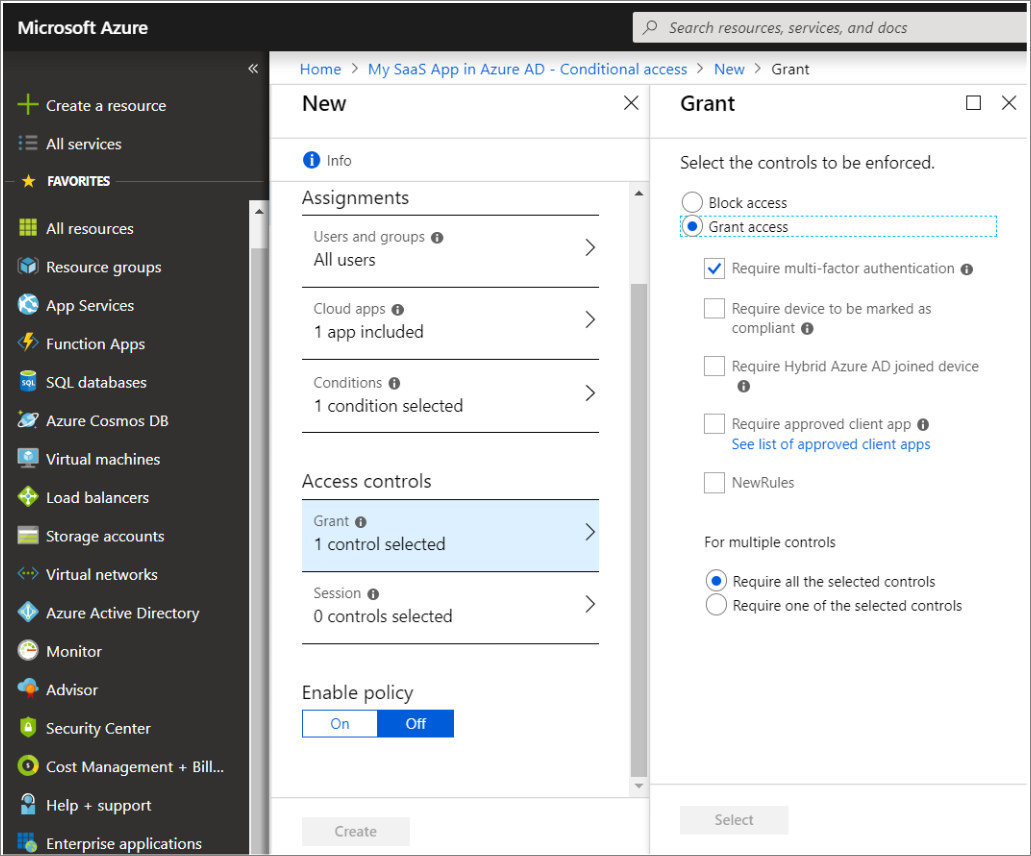 Microsoft Azure
Search resources, services, and docs
«
Create a resource
All services
FAVORITES
All resources
Resource groups
App Services
Function Apps
SQL databases
Azure Cosmos DB
Virtual machines
Load balancers
Storage accounts
Virtual networks
Azure Active Directory
Monitor
Advisor
Security Center
Cost Management + Bill...
Help + support
Enterprise applications
Home > My SaaS App in Azure AD - Conditional access > New > Grant
New
Info
Assignments
Users and groups
All users
Cloud apps
1 app included
Conditions
1 condition selected
Access controls
Grant
1 control selected
Session
0 controls selected
Enable policy
On Off
Create
Grant
Select the controls to be enforced.
Block access
Grant access
Require multi-factor authentication
Require device to be marked as
compliant
Require Hybrid Azure AD joined device
Require approved client app
See list of approved client apps
NewRules
For multiple controls
Require all the selected controls
Require one of the selected controls
Select